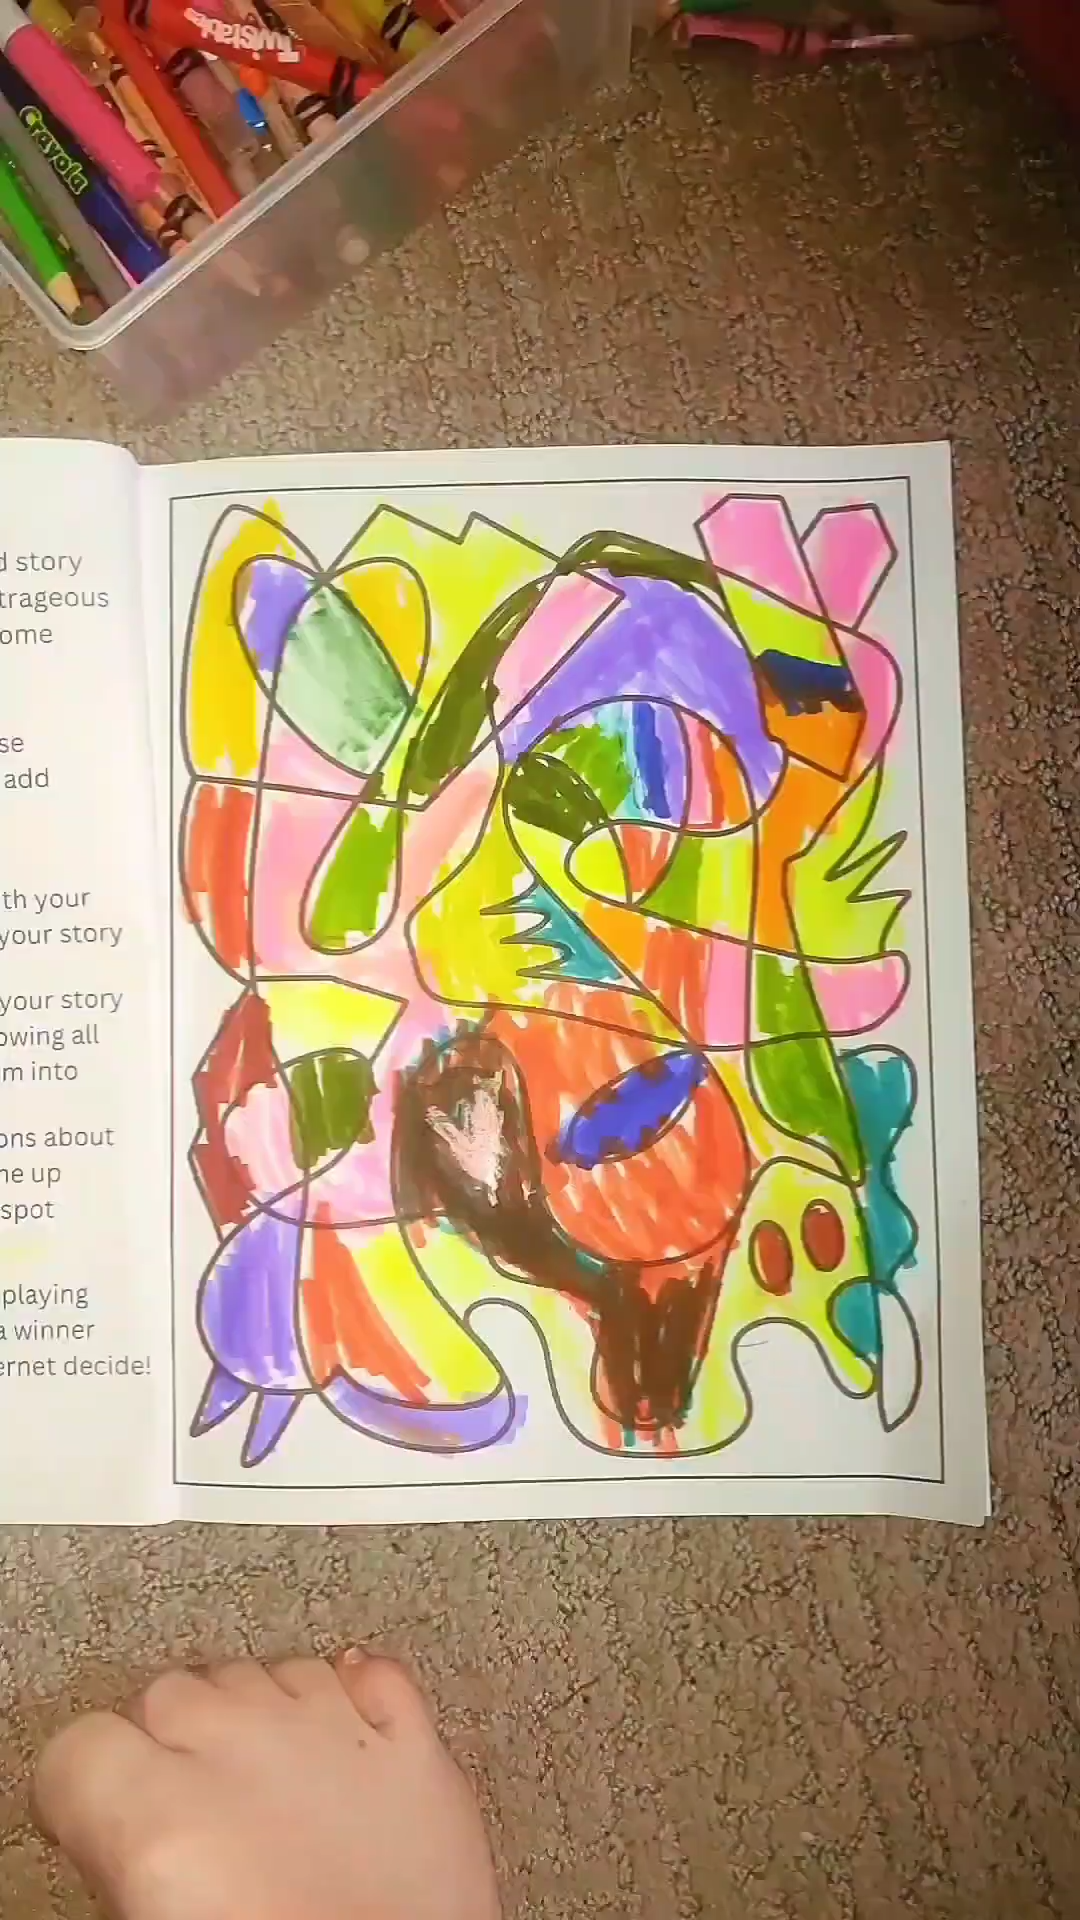 Twistables
Crayola
d story
trageous
ome
se
add
th your
your story
your story
owing all
m into
ons about
ne up
spot
playing
a winner
ernet decide!